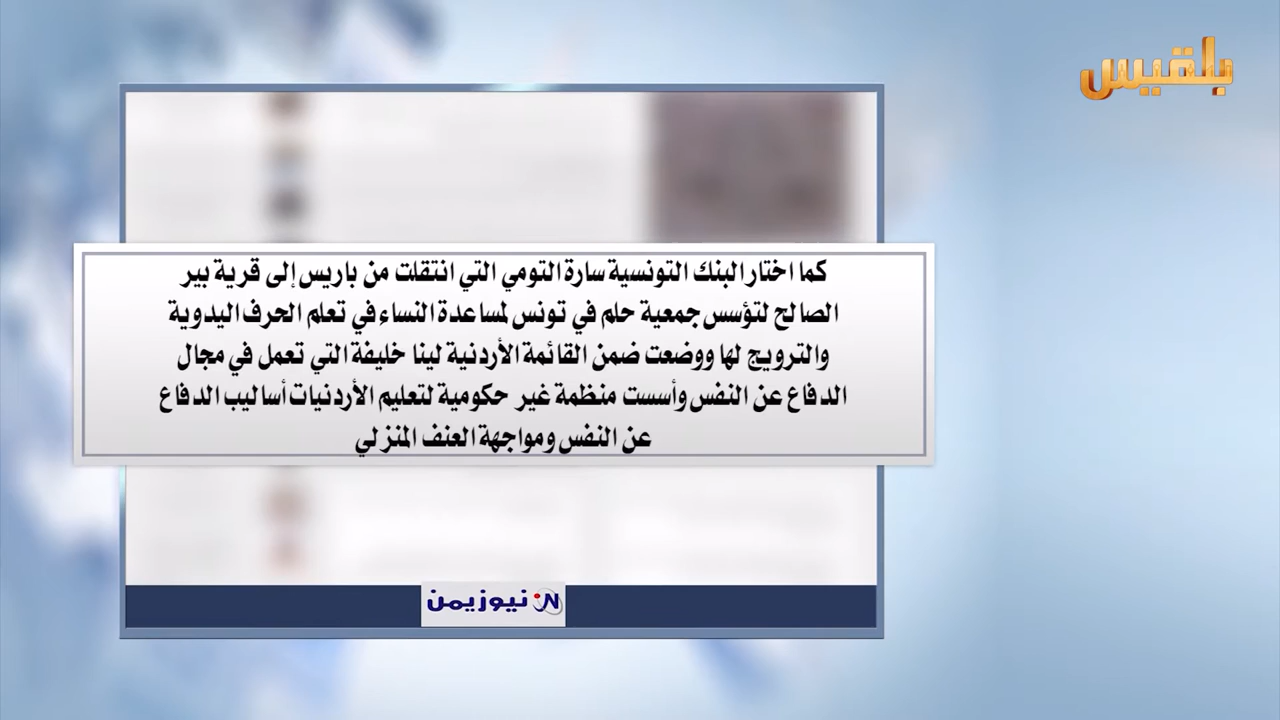 بلقيس
كما اختار البنك التونسية سارة التومي التي انتقلت من باريس إلى قرية بير
الصالح لتؤسس جمعية حلم في تونس لمساعدة النساء في تعلم الحرف اليدوية
والترويج لها ووضعت ضمن القائمة الأردنية لينا خليفة التي تعمل في مجال
الدفاع عن النفس وأسست منظمة غير حكومية لتعليم الأردنيات أساليب الدفاع
عن النفس ومواجهة العنف المنزلي
نيوزيمن